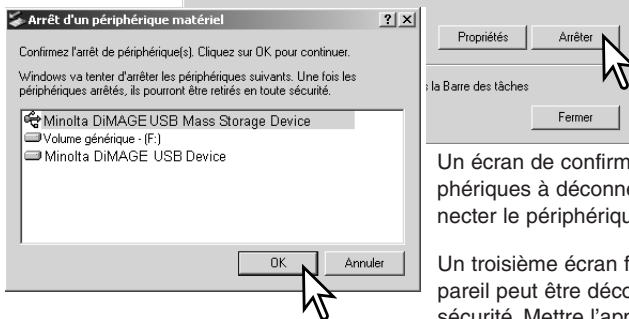 Arrêt d'un périphérique matériel
Confirmez l'arrêt de périphérique(s). Cliquez sur OK pour continuer.
Windows va tenter d'arrêter les périphériques suivants. Une fois les
périphériques arrêtés, ils pourront être retirés en toute sécurité.
Minolta DiMAGE USB Mass Storage Device
Volume générique - (F:)
Minolta DiMAGE USB Device
OK Annuler
Propriétés Arrêter
la Barre des tâches
Fermer
Un écran de confirm
phériques à déconne
necter le périphériqu
Un troisième écran f
pareil peut être déco
sécurité. Mettre l'app